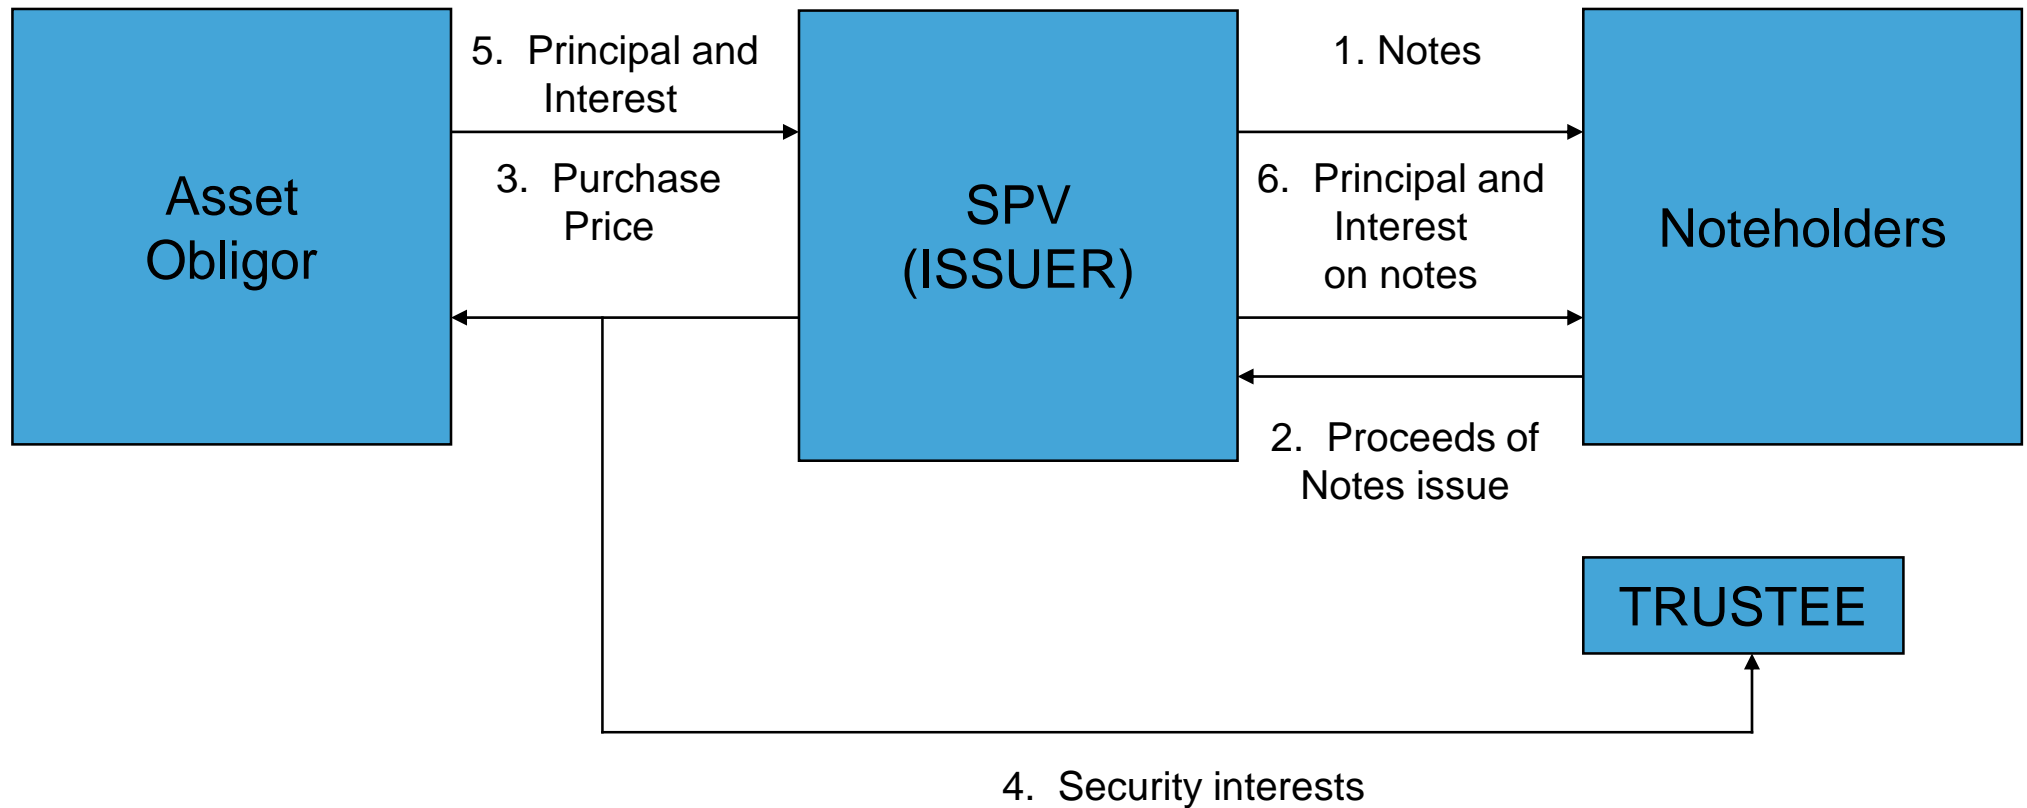 Asset
Obligor
5. Principal and
Interest
3. Purchase
Price
SPV
(ISSUER)
1. Notes
6. Principal and
Interest
on notes
2. Proceeds of
Notes issue
Noteholders
TRUSTEE
4. Security interests